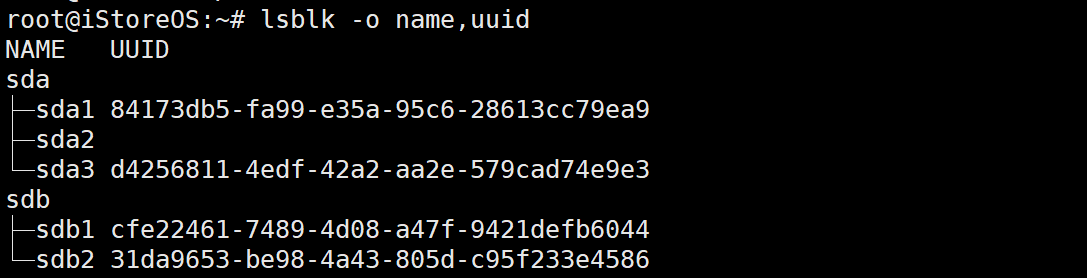 root@iStoreOS:~# lsblk -o name,uuid
NAME   UUID
sda
├─sda1 84173db5-fa99-e35a-95c6-28613cc79ea9
├─sda2
└─sda3 d4256811-4edf-42a2-aa2e-579cad74e9e3
sdb
├─sdb1 cfe22461-7489-4d08-a47f-9421defb6044
└─sdb2 31da9653-be98-4a43-805d-c95f233e4586